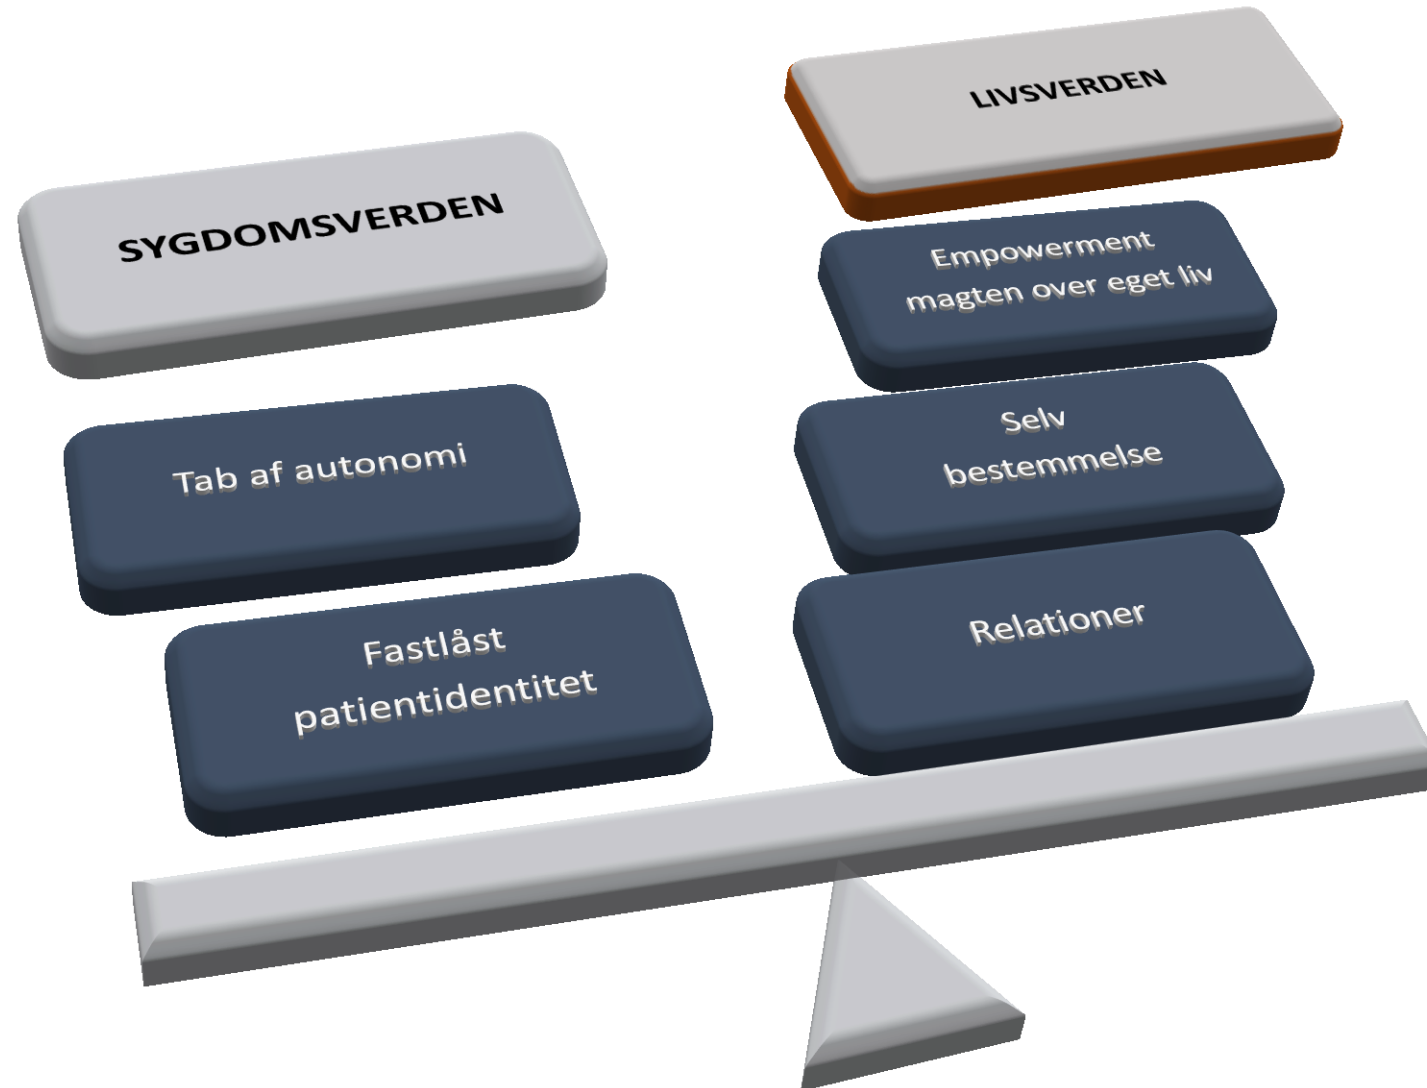 SYGDOMSVERDEN
Tab af autonomi
Fastlåst
patientidentitet
LIVSVERDEN
Empowerment
magten over eget liv
Selv
bestemmelse
Relationer